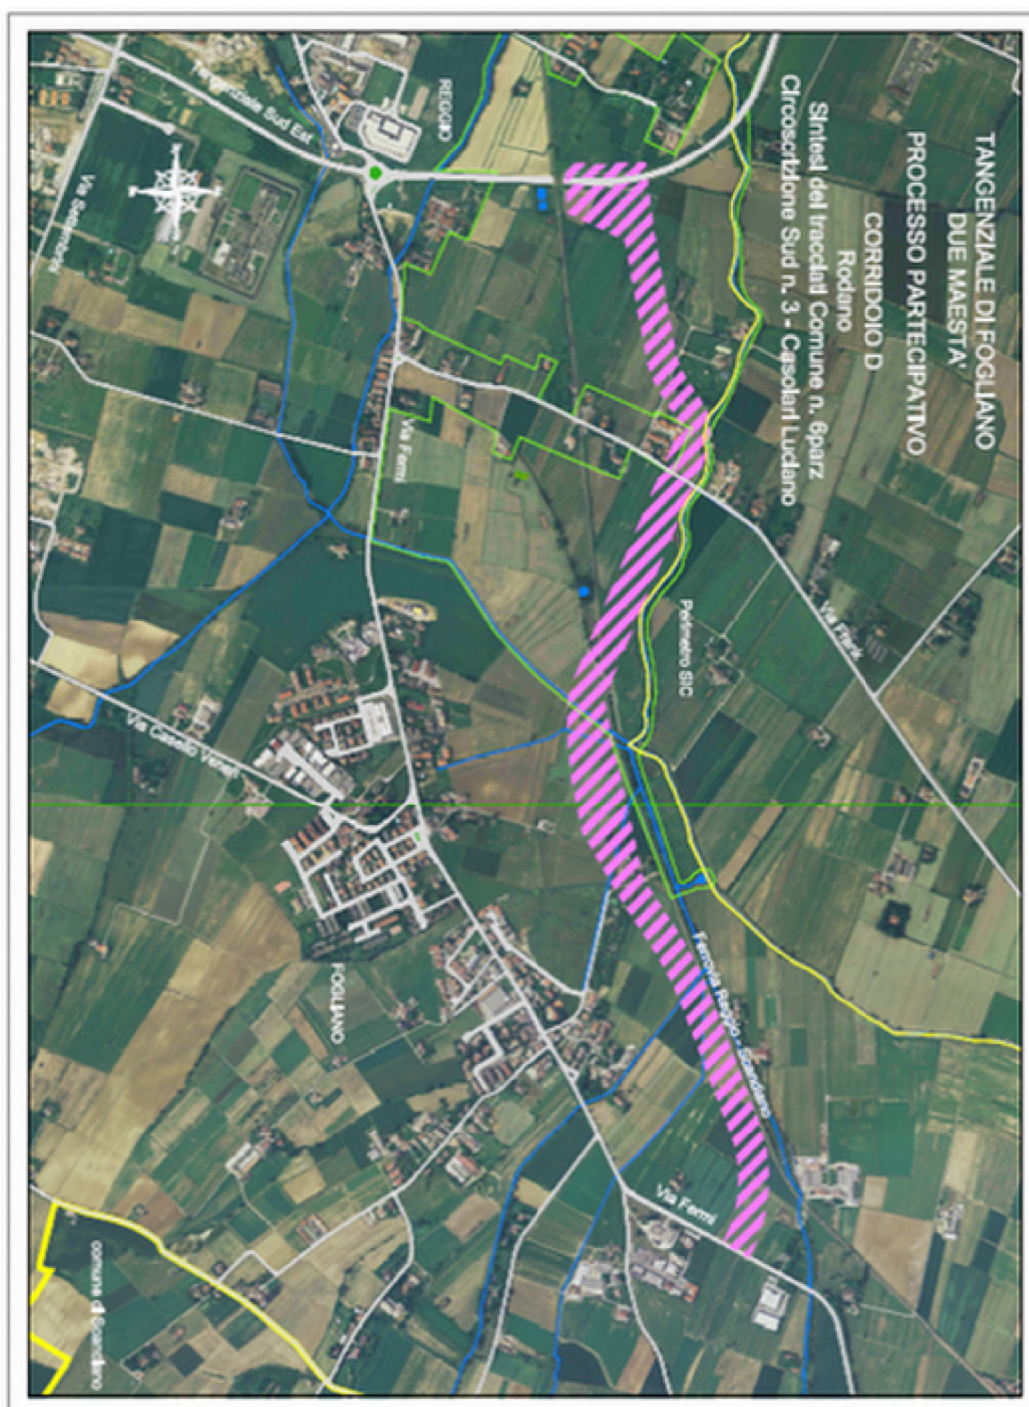 TANGENZIALE DI FOGLIANO
DUE MAESTA'
PROCESSO PARTECIPATIVO
CORRIDOIO D
Rodano
Sintesi dei tracciati Comune n. 6parz
Circoscrizione Sud n. 3 - Casolari Luciano
REGGIO
Tangenziale Sud Est
Via Settembrini
Via Fermi
Via Frank
Perimetro SIC
Via Casello Vener
FOGLIANO
Ferrovia Reggio - Scandiano
Via Fermi
comune di Scandiano